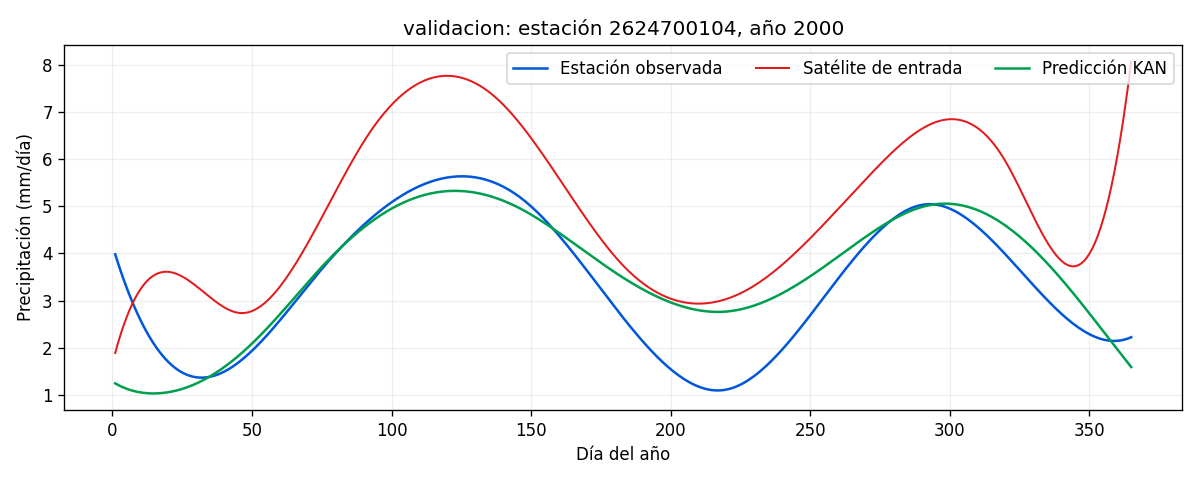 validacion: estación 2624700104, año 2000
Estación observada
Satélite de entrada
Predicción KAN
Precipitación (mm/día)
8
7
6
5
4
3
2
1
0
50
100
150
200
250
300
350
Día del año